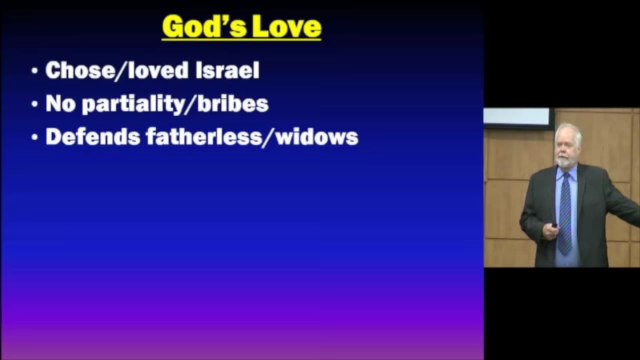 God's Love
• Chose/loved Israel
• No partiality/bribes
• Defends fatherless/widows